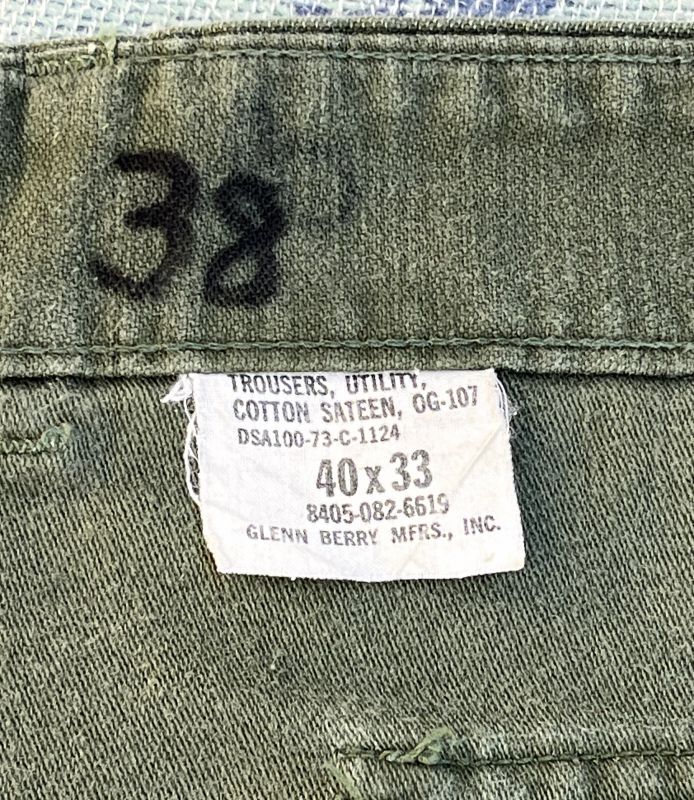 38
TROUSERS, UTILITY,
COTTON SATEEN, OG-107
DSA100-73-C-1124
40 x 33
8405-082-6619
GLENN BERRY MFRS., INC.